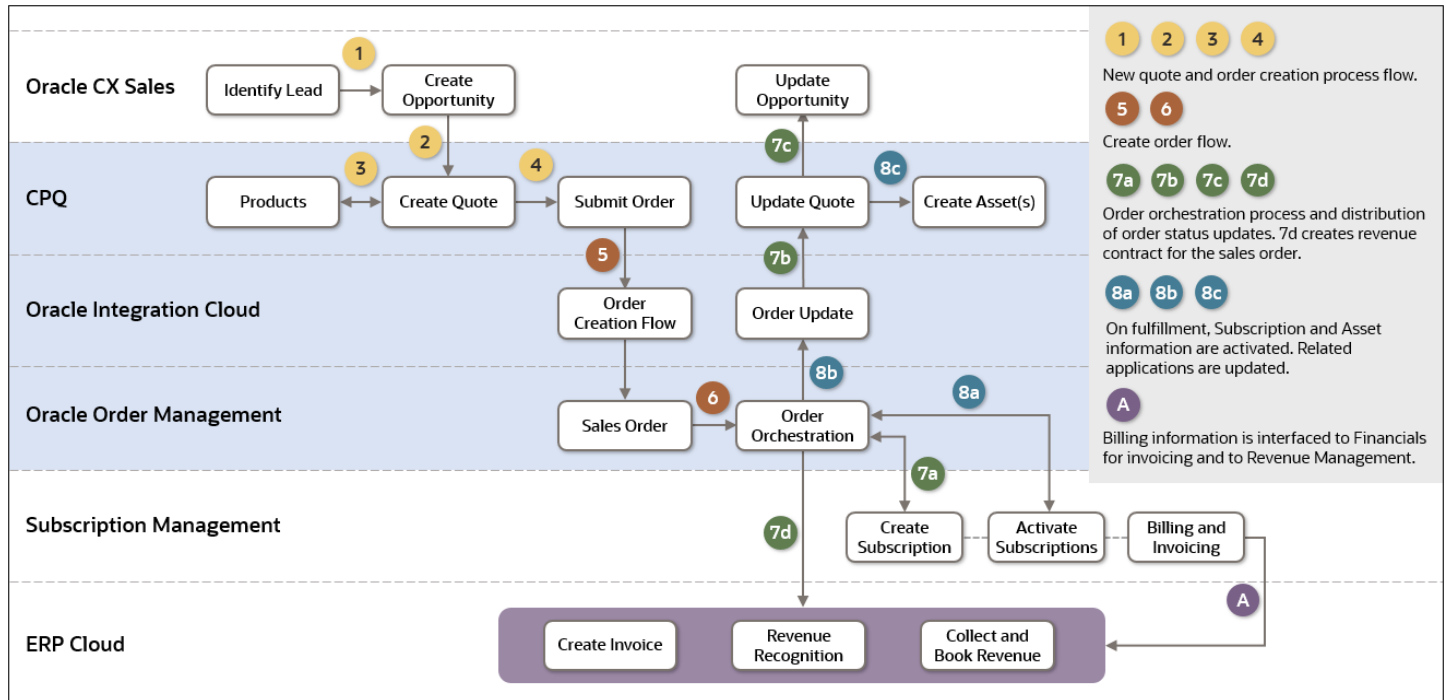 Oracle CX Sales
Identify Lead
1
Create
Opportunity
Update
Opportunity
2
7c
CPQ
Products
3
Create Quote
4
Submit Order
Update Quote
8c
Create Asset(s)
5
7b
Oracle Integration Cloud
Order
Creation Flow
Order Update
8b
Oracle Order Management
Sales Order
6
Order
Orchestration
8a
7a
Subscription Management
7d
Create
Subscription
Activate
Subscriptions
Billing and
Invoicing
A
ERP Cloud
Create Invoice
Revenue
Recognition
Collect and
Book Revenue
1 2 3 4
New quote and order creation process flow.
5 6
Create order flow.
7a 7b 7c 7d
Order orchestration process and distribution
of order status updates. 7d creates revenue
contract for the sales order.
8a 8b 8c
On fulfillment, Subscription and Asset
information are activated. Related
applications are updated.
A
Billing information is interfaced to Financials
for invoicing and to Revenue Management.